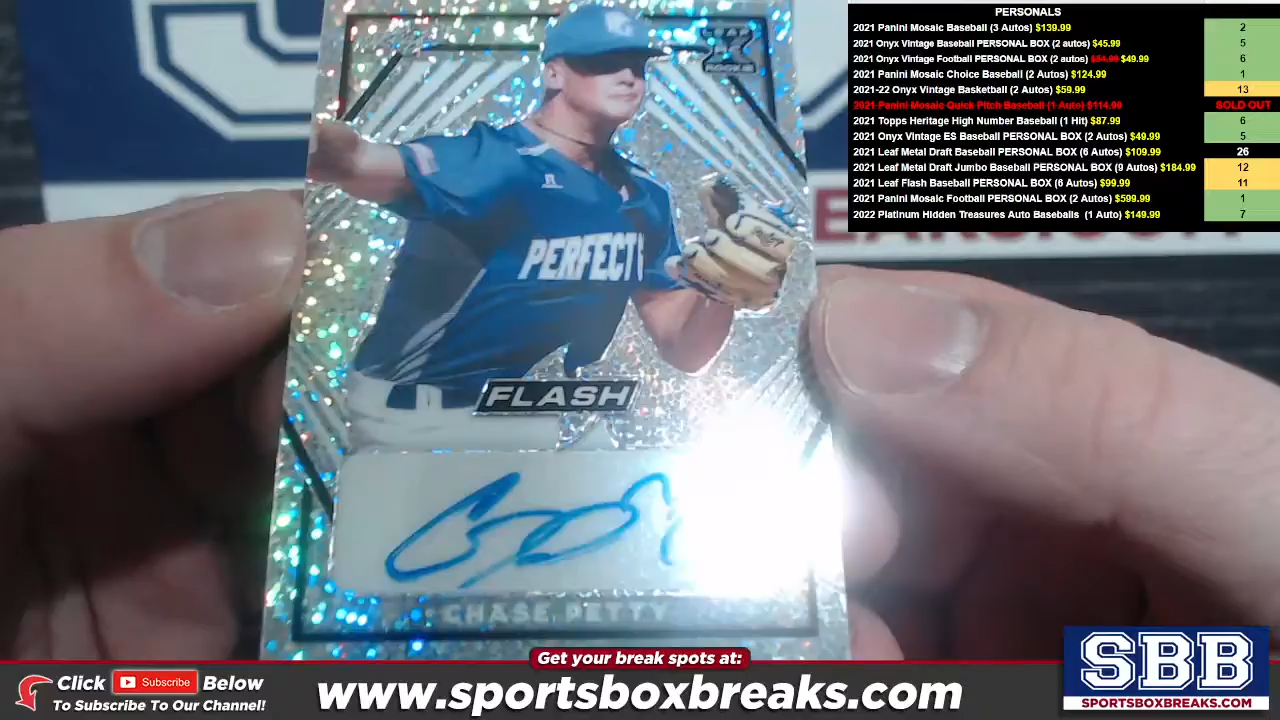 PERSONALS
2021 Panini Mosaic Baseball (3 Autos) $139.99 2
2021 Onyx Vintage Baseball PERSONAL BOX (2 autos) $45.99 5
2021 Onyx Vintage Football PERSONAL BOX (2 autos) $54.99 $49.99 6
2021 Panini Mosaic Choice Baseball (2 Autos) $124.99 1
2021-22 Onyx Vintage Basketball (2 Autos) $59.99 13
2021 Panini Mosaic Quick Pitch Baseball (1 Auto) $114.99 SOLD OUT
2021 Topps Heritage High Number Baseball (1 Hit) $87.99 6
2021 Onyx Vintage ES Baseball PERSONAL BOX (2 Autos) $49.99 5
2021 Leaf Metal Draft Baseball PERSONAL BOX (6 Autos) $109.99 26
2021 Leaf Metal Draft Jumbo Baseball PERSONAL BOX (9 Autos) $184.99 12
2021 Leaf Flash Baseball PERSONAL BOX (6 Autos) $99.99 11
2021 Panini Mosaic Football PERSONAL BOX (2 Autos) $599.99 1
2022 Platinum Hidden Treasures Auto Baseballs (1 Auto) $149.99 7
LEAF
ROOKIE
R
PERFECT
FLASH
CHASE PETTY
Get your break spots at:
Click Subscribe Below
To Subscribe To Our Channel!
www.sportsboxbreaks.com
SBB
SPORTSBOXBREAKS.COM